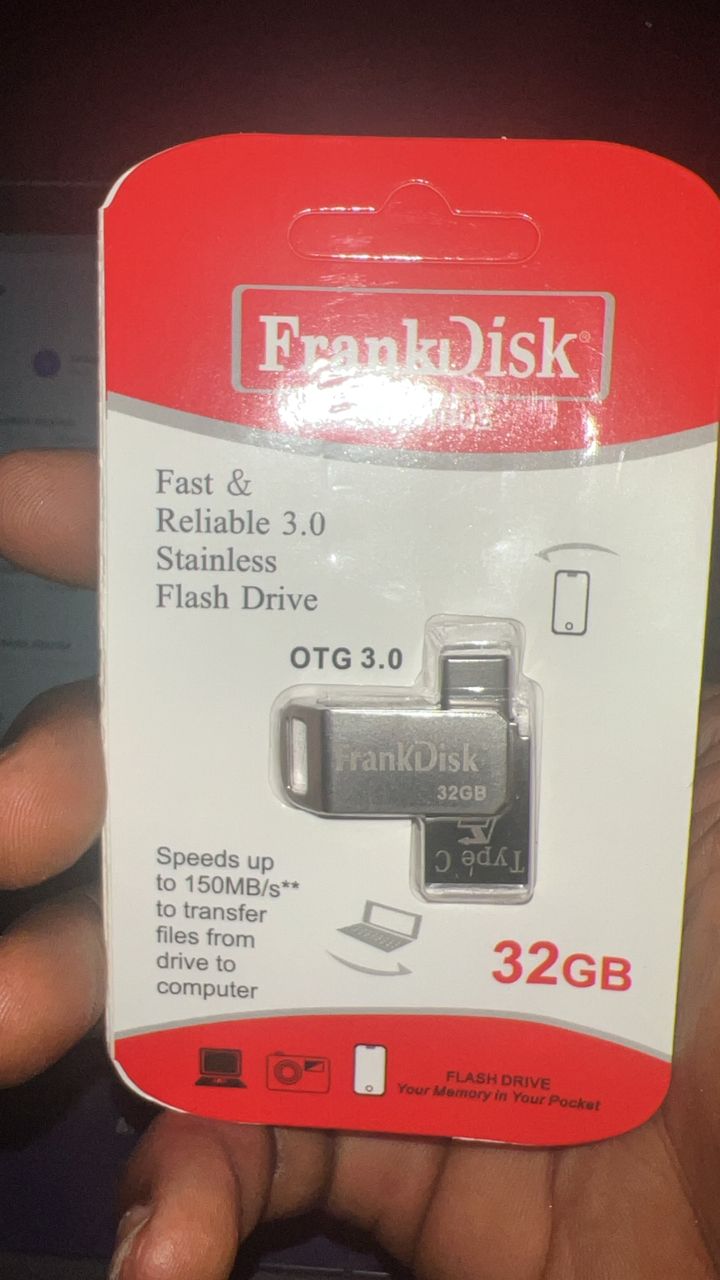 FrankDisk®
Fast &
Reliable 3.0
Stainless
Flash Drive
OTG 3.0
FrankDisk
32GB
Type C
Speeds up
to 150MB/s**
to transfer
files from
drive to
computer
32GB
FLASH DRIVE
Your Memory in Your Pocket